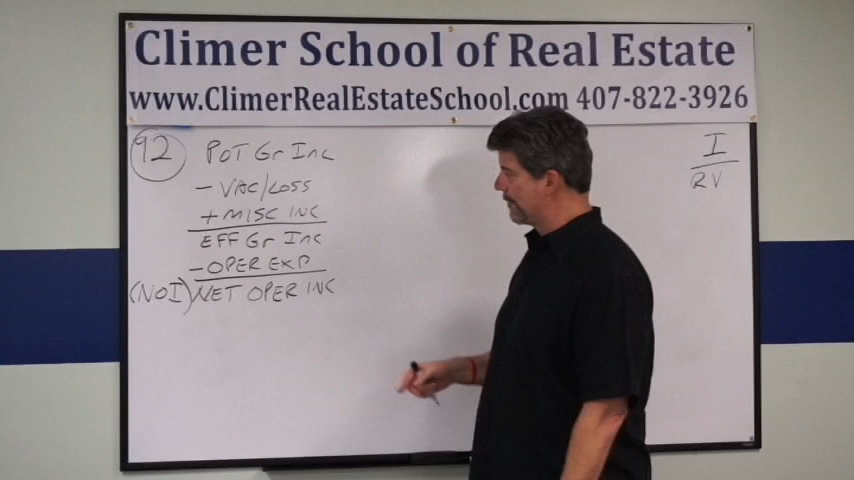 Climer School of Real Estate
www.ClimerRealEstateSchool.com 407-822-3926
92 POT Gr Inc
- VAC/LOSS
+ MISC INC
EFF Gr Inc
- OPER EXP
(NOI) NET OPER INC
I
RV